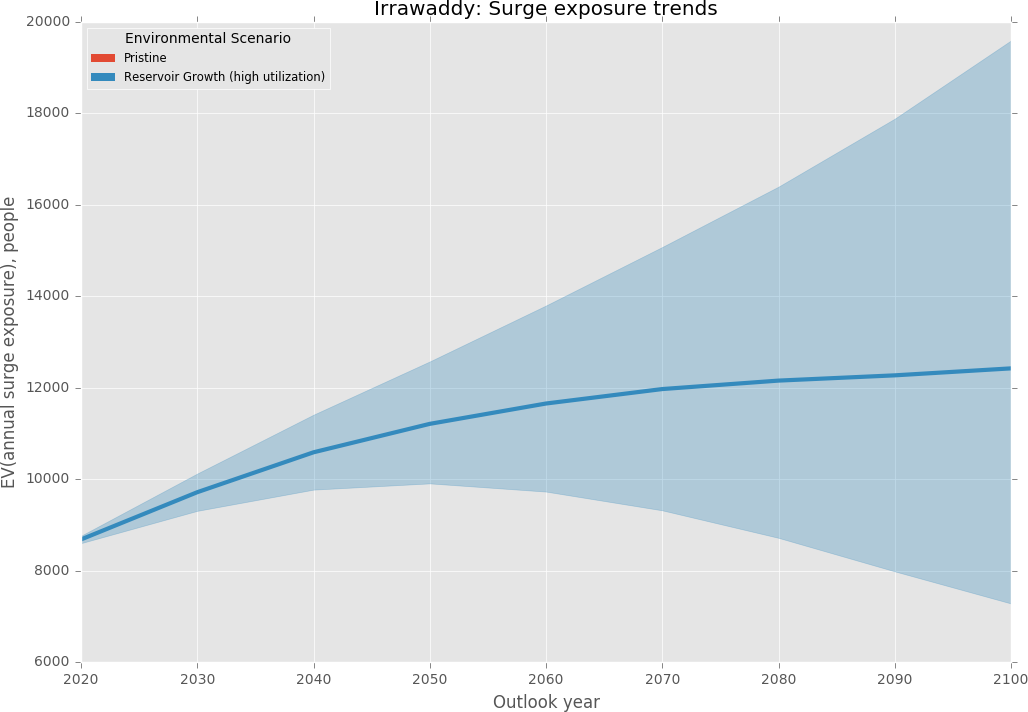 Irrawaddy: Surge exposure trends
Environmental Scenario
Pristine
Reservoir Growth (high utilization)
EV(annual surge exposure), people
20000
18000
16000
14000
12000
10000
8000
6000
2020 2030 2040 2050 2060 2070 2080 2090 2100
Outlook year